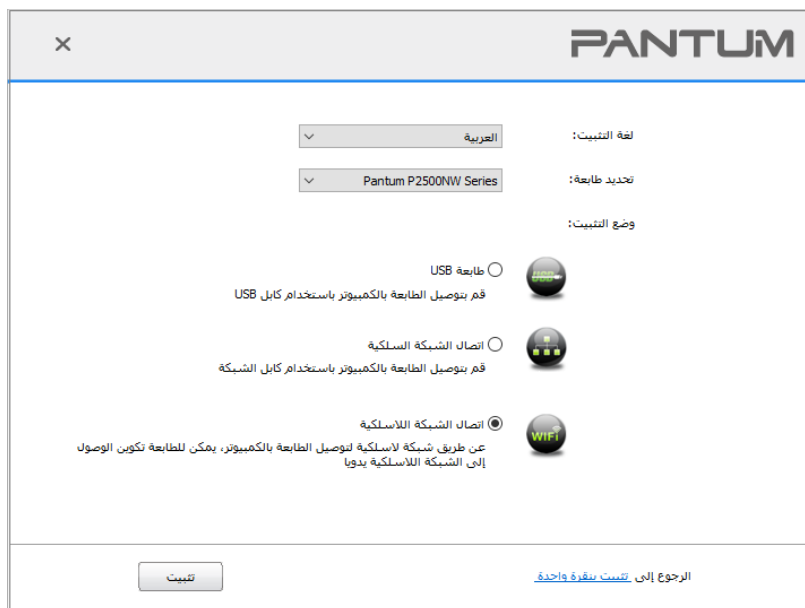 PANTUM
لغة التثبيت:
العربية
تحديد طابعة:
Pantum P2500NW Series
وضع التثبيت:
USB
طابعة USB
قم بتوصيل الطابعة بالكمبيوتر باستخدام كابل USB
اتصال الشبكة السلكية
قم بتوصيل الطابعة بالكمبيوتر باستخدام كابل الشبكة
WiFi
اتصال الشبكة اللاسلكية
عن طريق شبكة لاسلكية لتوصيل الطابعة بالكمبيوتر، يمكن للطابعة تكوين الوصول
إلى الشبكة اللاسلكية يدويا
الرجوع إلى تثبيت بنقرة واحدة
تثبيت